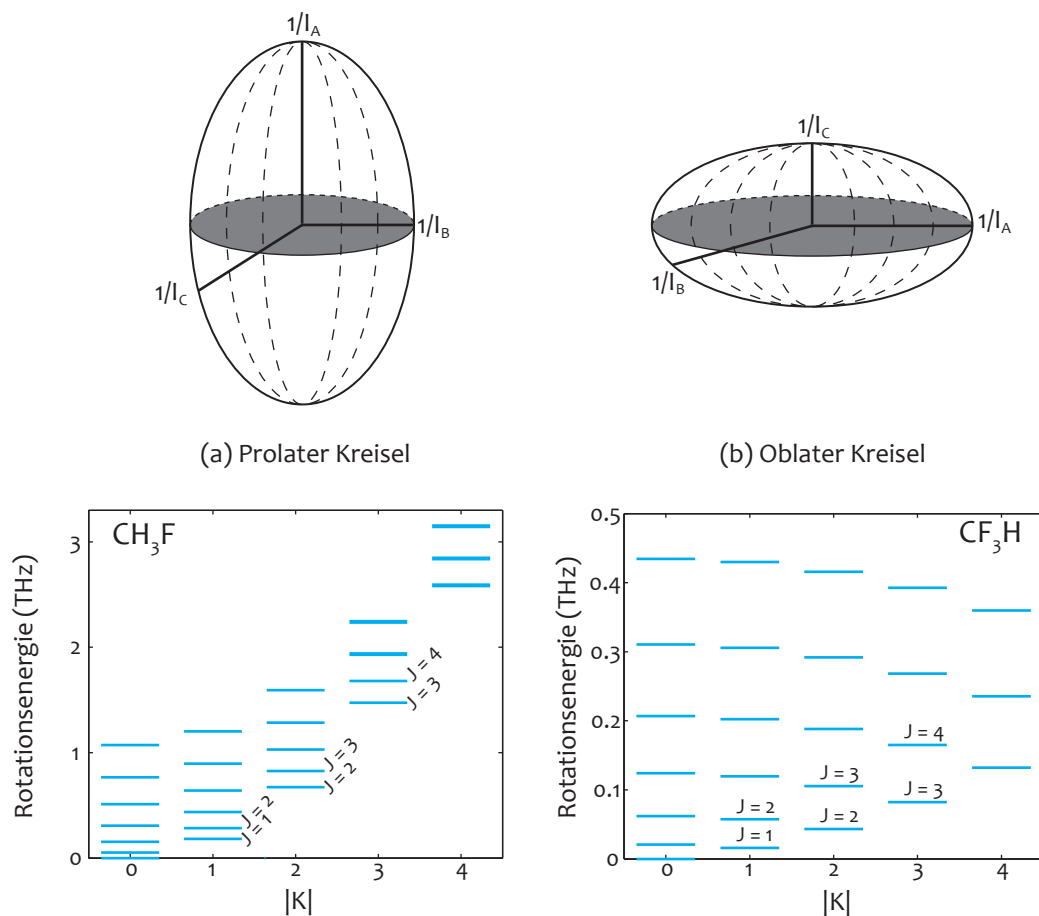 1/I_A
1/I_B
1/I_C
(a) Prolater Kreisel
1/I_C
1/I_A
1/I_B
(b) Oblater Kreisel
CH₃F
Rotationsenergie (THz)
3
2
1
0
J = 4
J = 3
J = 3
J = 2
J = 2
J = 1
0 1 2 3 4
|K|
CF₃H
Rotationsenergie (THz)
0.5
0.4
0.3
0.2
0.1
0
J = 4
J = 3
J = 3
J = 2
J = 2
J = 1
0 1 2 3 4
|K|